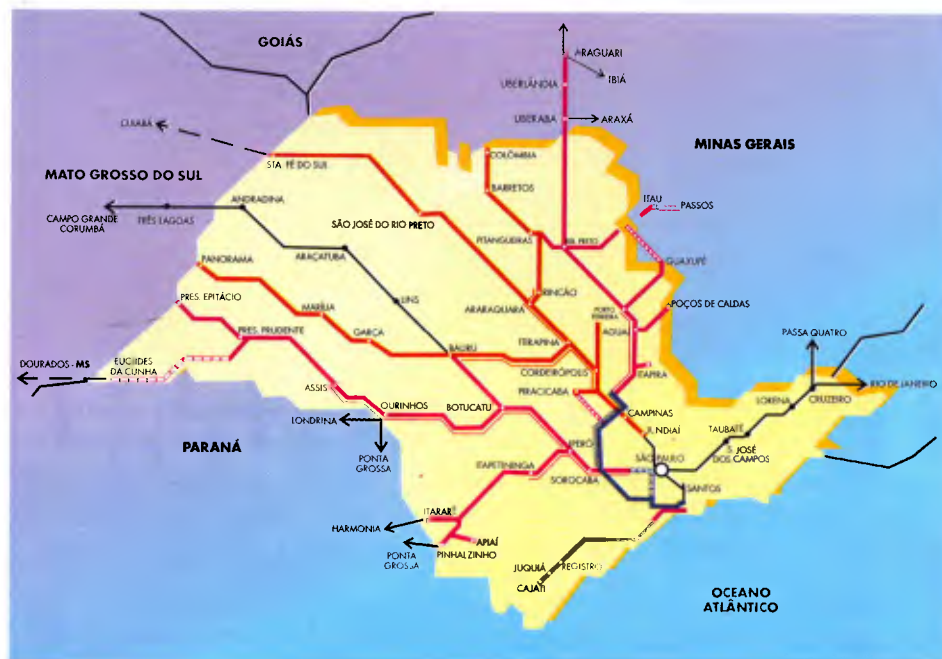 GOIÁS
ARAGUARI
IBIÁ
UBERLÂNDIA
UBERABA
ARAXÁ
CUIABÁ
COLÔMBIA
MINAS GERAIS
STA FÉ DO SUL
MATO GROSSO DO SUL
BARRETOS
ITAU
PASSOS
ANDRADINA
CAMPO GRANDE
CORUMBÁ
TRÊS LAGOAS
SÃO JOSÉ DO RIO PRETO
PITANGUEIRAS
RIB. PRETO
ARAÇATUBA
PANORAMA
GUAXUPÉ
PRES. EPITÁCIO
LINS
RINCÃO
MARÍLIA
ARARAQUARA
PORTO
FERREIRA
POÇOS DE CALDAS
PRES. PRUDENTE
GARÇA
AGUAÍ
PASSA QUATRO
ITIRAPINA
BAURU
DOURADOS - MS
EUCLIDES
DA CUNHA
CORDEIRÓPOLIS
ITAPIRA
ASSIS
PIRACICABA
RIO DE JANEIRO
LORENA
CRUZEIRO
OURINHOS
BOTUCATU
CAMPINAS
LONDRINA
JUNDIAÍ
TAUBATÉ
PARANÁ
IPERÓ
SÃO PAULO
S. JOSÉ
DOS CAMPOS
PONTA
GROSSA
ITAPETININGA
SOROCABA
SANTOS
ITARARÉ
HARMONIA
APIAÍ
PINHALZINHO
PONTA
GROSSA
JUQUIÁ
REGISTRO
CAJATI
OCEANO
ATLÂNTICO